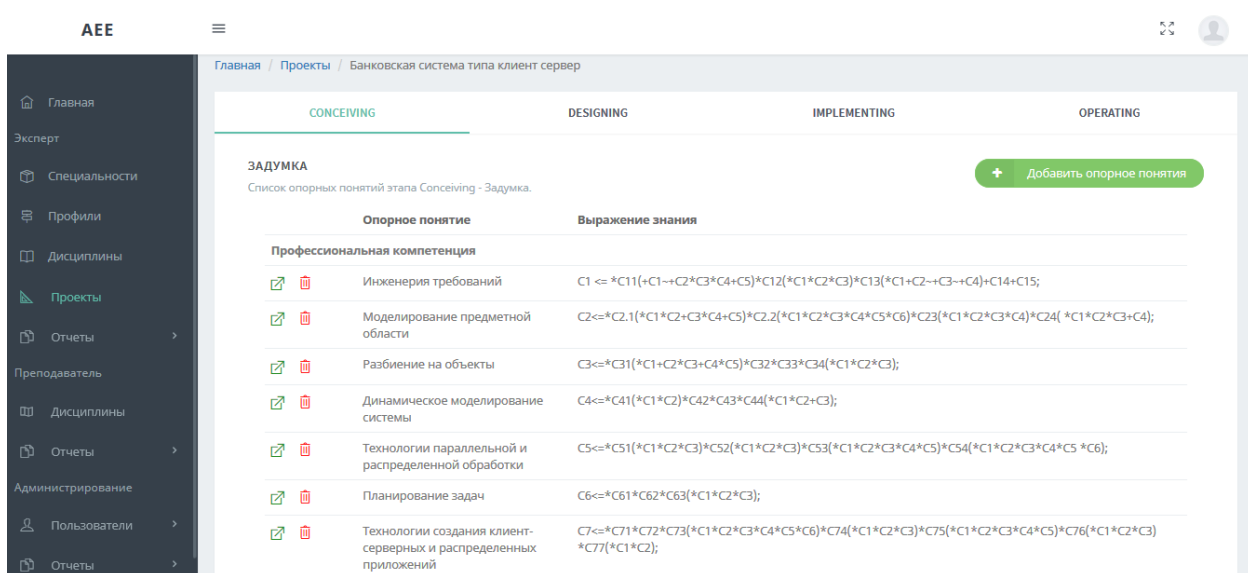 AEE
Главная
Эксперт
Специальности
Профили
Дисциплины
Проекты
Отчеты
Преподаватель
Дисциплины
Отчеты
Администрирование
Пользователи
Отчеты
Главная / Проекты / Банковская система типа клиент сервер
CONCEIVING DESIGNING IMPLEMENTING OPERATING
ЗАДУМКА
Список опорных понятий этапа Conceiving - Задумка.
+ Добавить опорное понятия
Опорное понятие Выражение знания
Профессиональная компетенция
Инженерия требований C1 <= *C11(+C1~+C2*C3*C4+C5)*C12(*C1*C2*C3)*C13(*C1+C2~+C3~+C4)+C14+C15;
Моделирование предметной C2<=*C2.1(*C1*C2+C3*C4+C5)*C2.2(*C1*C2*C3*C4*C5*C6)*C23(*C1*C2*C3*C4)*C24( *C1*C2*C3+C4);
области
Разбиение на объекты C3<=*C31(*C1+C2*C3+C4*C5)*C32*C33*C34(*C1*C2*C3);
Динамическое моделирование C4<=*C41(*C1*C2)*C42*C43*C44(*C1*C2+C3);
системы
Технологии параллельной и C5<=*C51(*C1*C2*C3)*C52(*C1*C2*C3)*C53(*C1*C2*C3*C4*C5)*C54(*C1*C2*C3*C4*C5 *C6);
распределенной обработки
Планирование задач C6<=*C61*C62*C63(*C1*C2*C3);
Технологии создания клиент- C7<=*C71*C72*C73(*C1*C2*C3*C4*C5*C6)*C74(*C1*C2*C3)*C75(*C1*C2*C3*C4*C5)*C76(*C1*C2*C3)
серверных и распределенных *C77(*C1*C2);
приложений